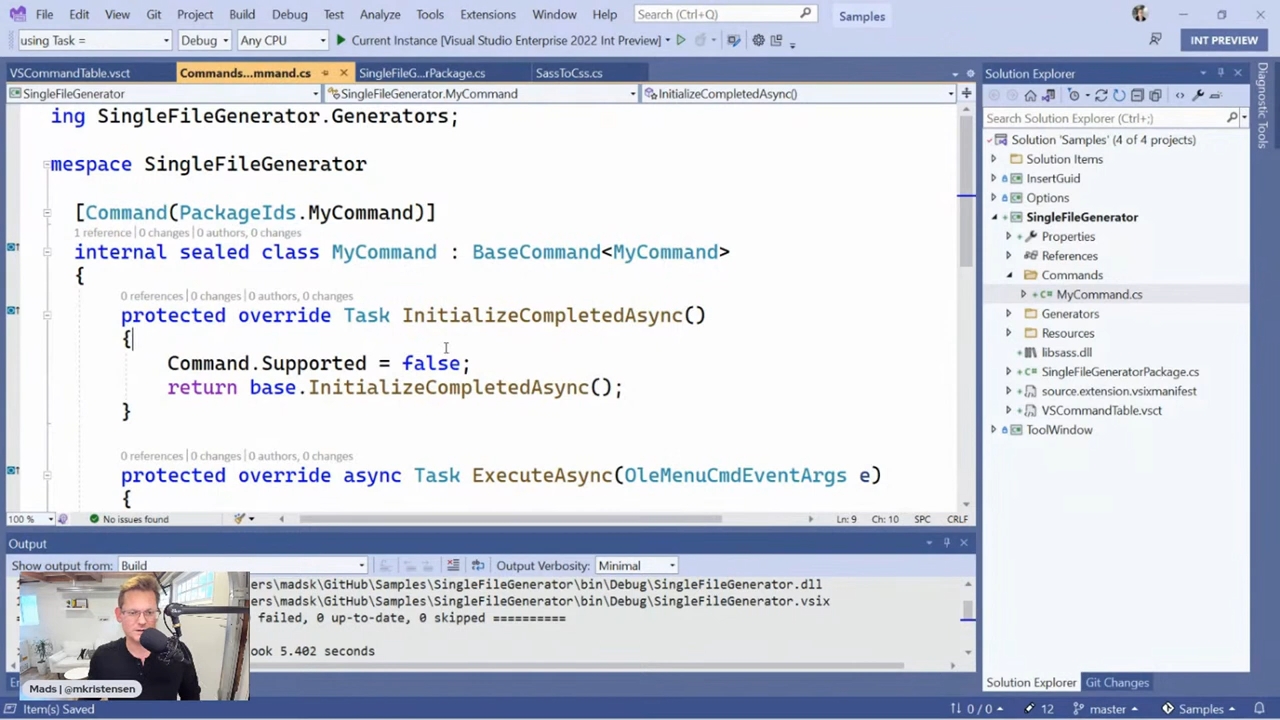 File Edit View Git Project Build Debug Test Analyze Tools Extensions Window Help Search (Ctrl+Q) Samples
using Task = Debug Any CPU Current Instance [Visual Studio Enterprise 2022 Int Preview] INT PREVIEW
VSCommandTable.vsct Commands...mmand.cs SingleFileG...rPackage.cs SassToCss.cs
SingleFileGenerator SingleFileGenerator.MyCommand InitializeCompletedAsync()
ing SingleFileGenerator.Generators;
mespace SingleFileGenerator
[Command(PackageIds.MyCommand)]
1 reference | 0 changes | 0 authors, 0 changes
internal sealed class MyCommand : BaseCommand<MyCommand>
{
0 references | 0 changes | 0 authors, 0 changes
protected override Task InitializeCompletedAsync()
{
Command.Supported = false;
return base.InitializeCompletedAsync();
}
0 references | 0 changes | 0 authors, 0 changes
protected override async Task ExecuteAsync(OleMenuCmdEventArgs e)
{
100 % No issues found Ln: 9 Ch: 10 SPC CRLF
Output
Show output from: Build Output Verbosity: Minimal
ers\madsk\GitHub\Samples\SingleFileGenerator\bin\Debug\SingleFileGenerator.dll
ers\madsk\GitHub\Samples\SingleFileGenerator\bin\Debug\SingleFileGenerator.vsix
failed, 0 up-to-date, 0 skipped ==========
ook 5.402 seconds
Mads | @mkristensen
Item(s) Saved
Solution Explorer
Search Solution Explorer (Ctrl+;)
Solution 'Samples' (4 of 4 projects)
Solution Items
InsertGuid
Options
SingleFileGenerator
Properties
References
Commands
MyCommand.cs
Generators
Resources
libsass.dll
SingleFileGeneratorPackage.cs
source.extension.vsixmanifest
VSCommandTable.vsct
ToolWindow
Solution Explorer Git Changes
Diagnostic Tools
0 / 0 12 master Samples